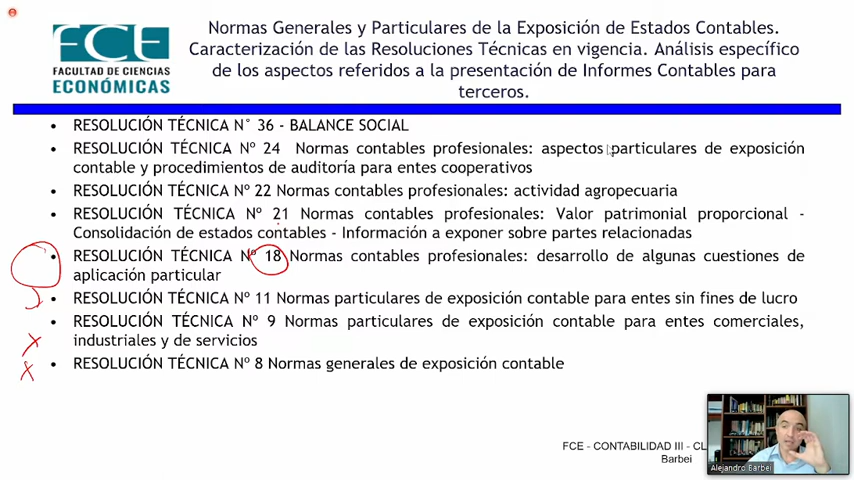 Normas Generales y Particulares de la Exposición de Estados Contables.
Caracterización de las Resoluciones Técnicas en vigencia. Análisis específico
de los aspectos referidos a la presentación de Informes Contables para
terceros.
FCE
FACULTAD DE CIENCIAS
ECONÓMICAS
• RESOLUCIÓN TÉCNICA N° 36 - BALANCE SOCIAL
• RESOLUCIÓN TÉCNICA Nº 24 Normas contables profesionales: aspectos particulares de exposición
contable y procedimientos de auditoría para entes cooperativos
• RESOLUCIÓN TÉCNICA Nº 22 Normas contables profesionales: actividad agropecuaria
• RESOLUCIÓN TÉCNICA Nº 21 Normas contables profesionales: Valor patrimonial proporcional -
Consolidación de estados contables - Información a exponer sobre partes relacionadas
• RESOLUCIÓN TÉCNICA Nº 18 Normas contables profesionales: desarrollo de algunas cuestiones de
aplicación particular
• RESOLUCIÓN TÉCNICA Nº 11 Normas particulares de exposición contable para entes sin fines de lucro
• RESOLUCIÓN TÉCNICA Nº 9 Normas particulares de exposición contable para entes comerciales,
industriales y de servicios
• RESOLUCIÓN TÉCNICA Nº 8 Normas generales de exposición contable
FCE - CONTABILIDAD III - CL
Barbei
Alejandro Barbei